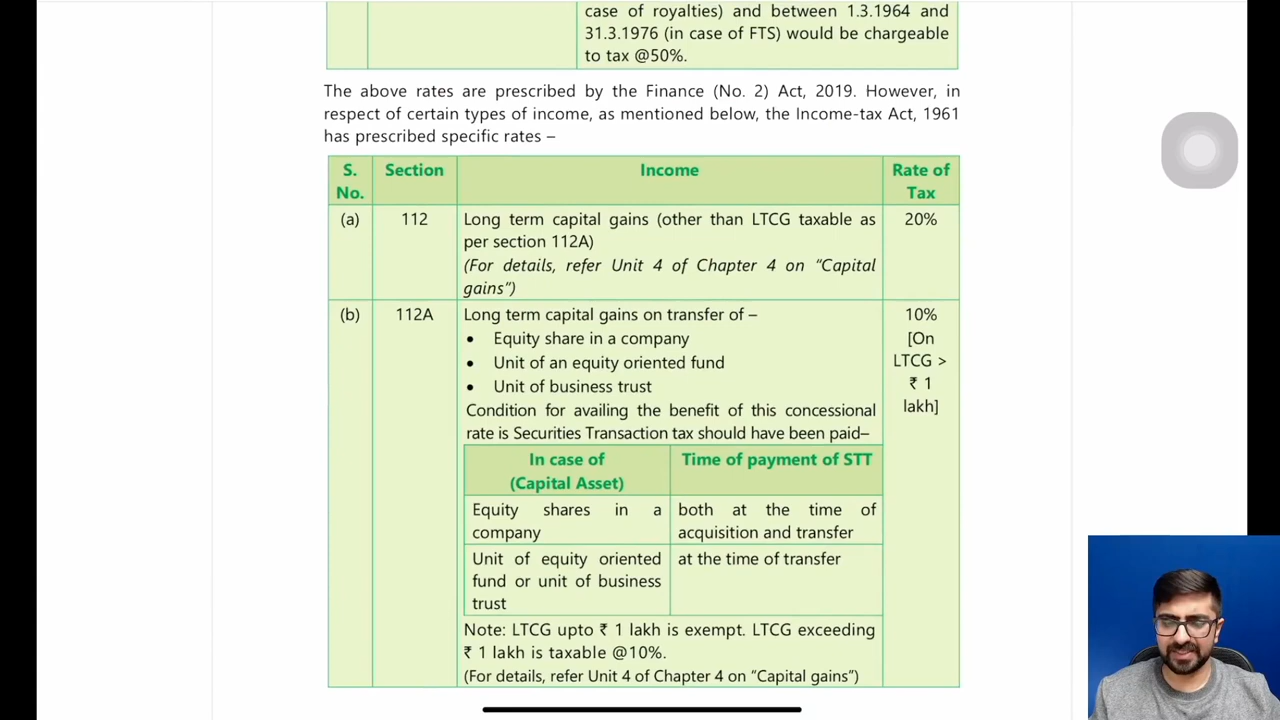 case of royalties) and between 1.3.1964 and
31.3.1976 (in case of FTS) would be chargeable
to tax @50%.
The above rates are prescribed by the Finance (No. 2) Act, 2019. However, in
respect of certain types of income, as mentioned below, the Income-tax Act, 1961
has prescribed specific rates –
S. No.
Section
Income
Rate of Tax
(a)
112
Long term capital gains (other than LTCG taxable as
per section 112A)
(For details, refer Unit 4 of Chapter 4 on “Capital
gains”)
20%
(b)
112A
Long term capital gains on transfer of –
• Equity share in a company
• Unit of an equity oriented fund
• Unit of business trust
Condition for availing the benefit of this concessional
rate is Securities Transaction tax should have been paid–
In case of
(Capital Asset)
Time of payment of STT
Equity shares in a
company
both at the time of
acquisition and transfer
Unit of equity oriented
fund or unit of business
trust
at the time of transfer
Note: LTCG upto ₹ 1 lakh is exempt. LTCG exceeding
₹ 1 lakh is taxable @10%.
(For details, refer Unit 4 of Chapter 4 on “Capital gains”)
10%
[On
LTCG >
₹ 1
lakh]